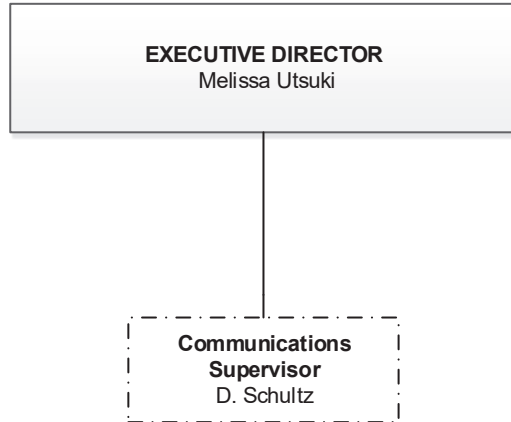 EXECUTIVE DIRECTOR
Melissa Utsuki
Communications
Supervisor
D. Schultz